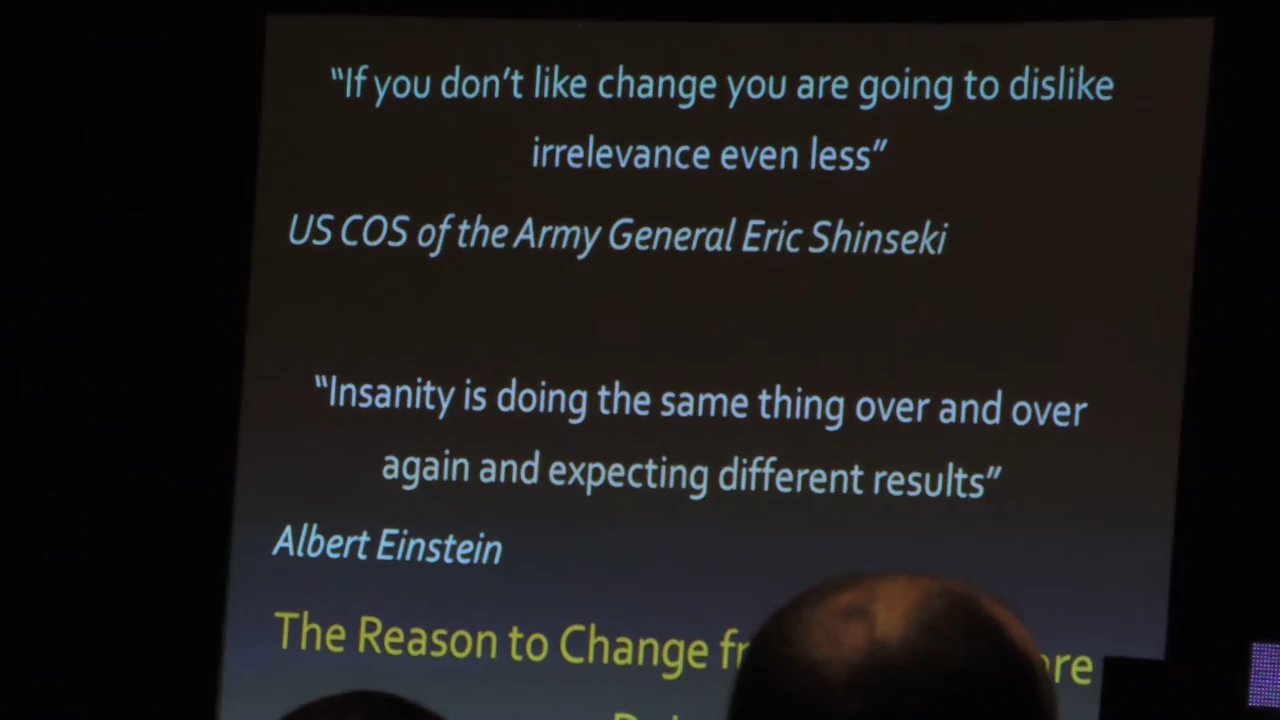 “If you don’t like change you are going to dislike
irrelevance even less”
US COS of the Army General Eric Shinseki
“Insanity is doing the same thing over and over
again and expecting different results”
Albert Einstein
The Reason to Change